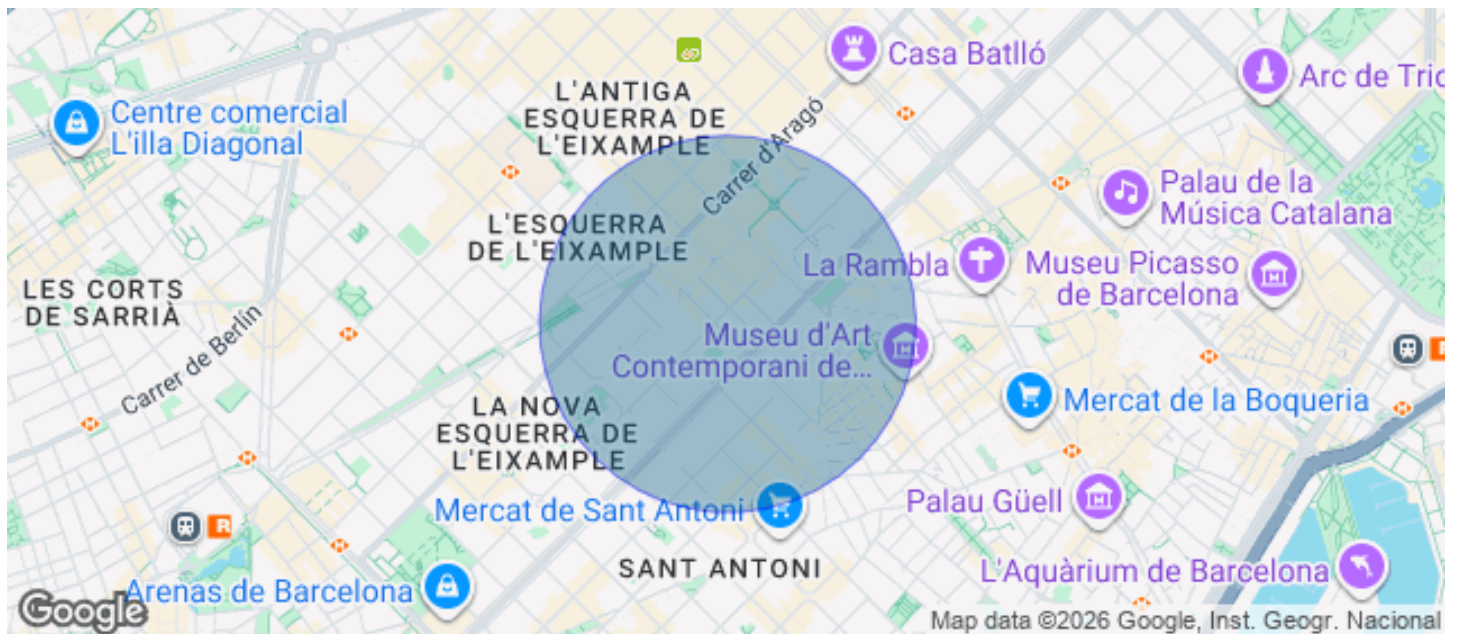 Casa Batlló
Arc de Trio
L'ANTIGA
ESQUERRA DE
L'EIXAMPLE
Centre comercial
L'illa Diagonal
Carrer d'Aragó
Palau de la
Música Catalana
L'ESQUERRA
DE L'EIXAMPLE
La Rambla
Museu Picasso
de Barcelona
LES CORTS
DE SARRIÀ
Carrer de Berlín
Museu d'Art
Contemporani de...
R
Mercat de la Boqueria
LA NOVA
ESQUERRA DE
L'EIXAMPLE
Mercat de Sant Antoni
Palau Güell
R
SANT ANTONI
L'Aquàrium de Barcelona
Arenas de Barcelona
Google
Map data ©2026 Google, Inst. Geogr. Nacional